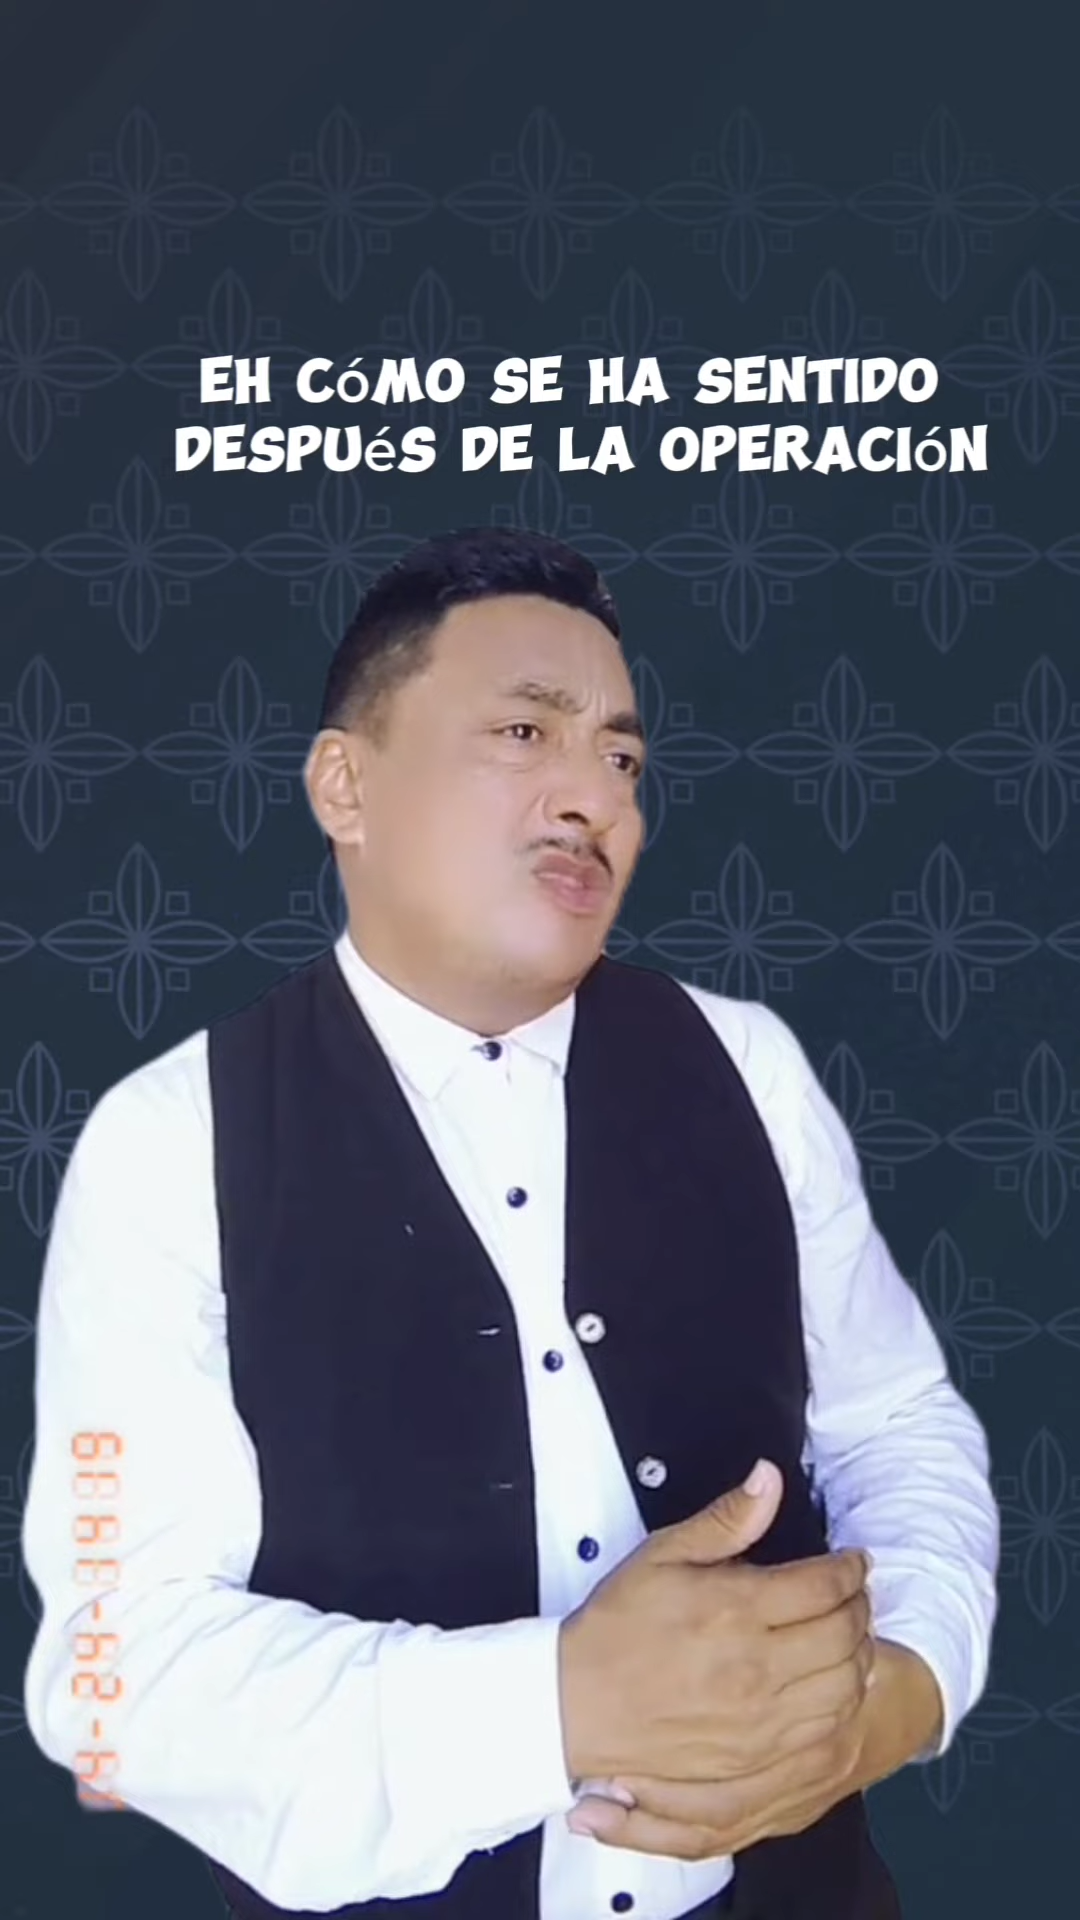 EH CóMO SE HA SENTIDO
DESPUéS DE LA OPERACIóN